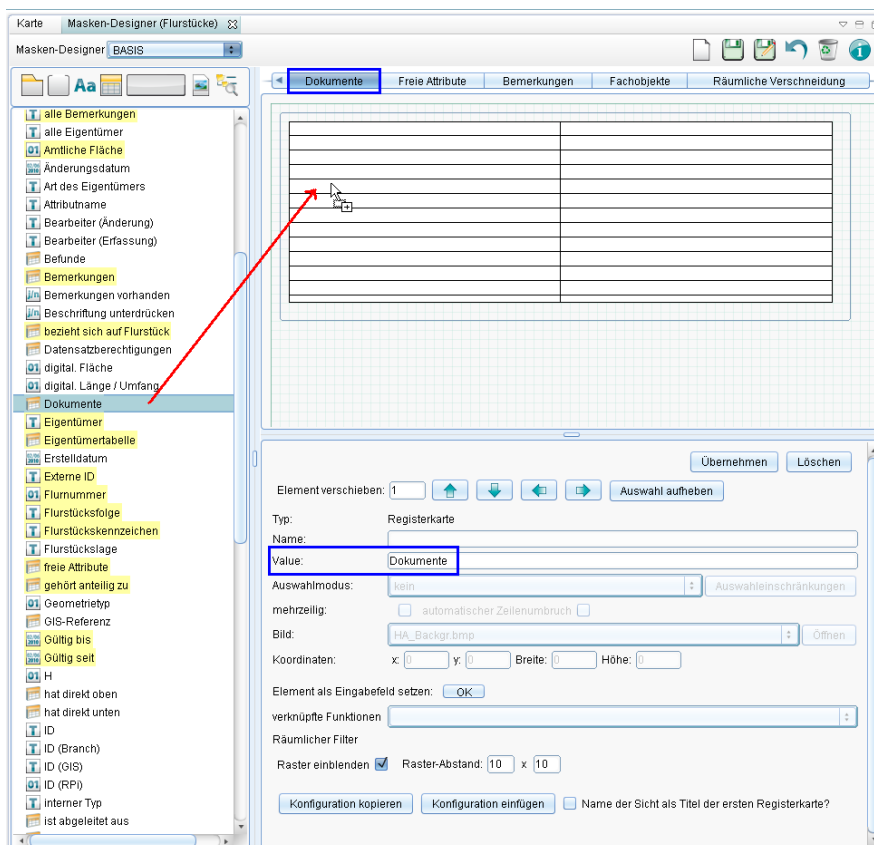 Karte Masken-Designer (Flurstücke)
Masken-Designer BASIS
Aa
Dokumente Freie Attribute Bemerkungen Fachobjekte Räumliche Verschneidung
alle Bemerkungen
alle Eigentümer
Amtliche Fläche
Änderungsdatum
Art des Eigentümers
Attributname
Bearbeiter (Änderung)
Bearbeiter (Erfassung)
Befunde
Bemerkungen
Bemerkungen vorhanden
Beschriftung unterdrücken
bezieht sich auf Flurstück
Datensatzberechtigungen
digital. Fläche
digital. Länge / Umfang
Dokumente
Eigentümer
Eigentümertabelle
Erstelldatum
Externe ID
Flurnummer
Flurstücksfolge
Flurstückskennzeichen
Flurstückslage
freie Attribute
gehört anteilig zu
Geometrietyp
GIS-Referenz
Gültig bis
Gültig seit
H
hat direkt oben
hat direkt unten
ID
ID (Branch)
ID (GIS)
ID (RPi)
interner Typ
ist abgeleitet aus
Übernehmen Löschen
Element verschieben: 1 Auswahl aufheben
Typ: Registerkarte
Name:
Value: Dokumente
Auswahlmodus: kein Auswahleinschränkungen
mehrzeilig: automatischer Zeilenumbruch
Bild: HA_Backgr.bmp Öffnen
Koordinaten: x: 0 y: 0 Breite: 0 Höhe: 0
Element als Eingabefeld setzen: OK
verknüpfte Funktionen
Räumlicher Filter
Raster einblenden Raster-Abstand: 10 x 10
Konfiguration kopieren Konfiguration einfügen Name der Sicht als Titel der ersten Registerkarte?